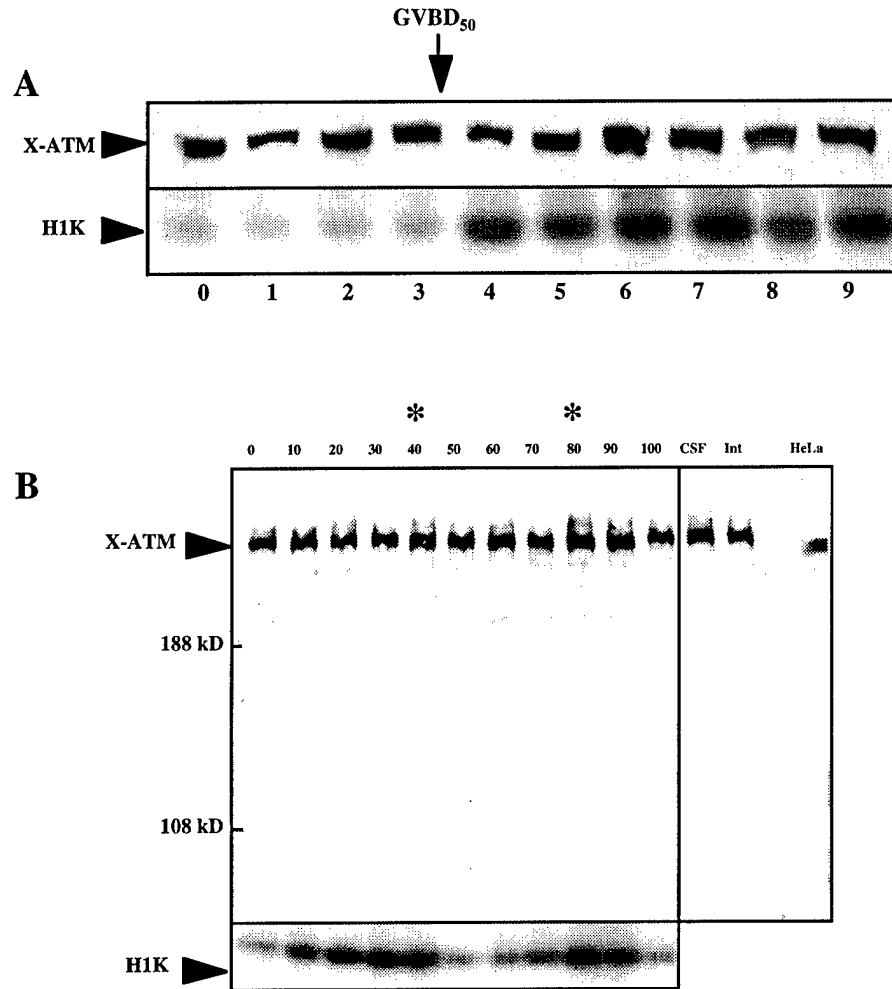 GVBD50
A
X-ATM
H1K
0 1 2 3 4 5 6 7 8 9
* *
0 10 20 30 40 50 60 70 80 90 100 CSF Int HeLa
B
X-ATM
188 kD
108 kD
H1K